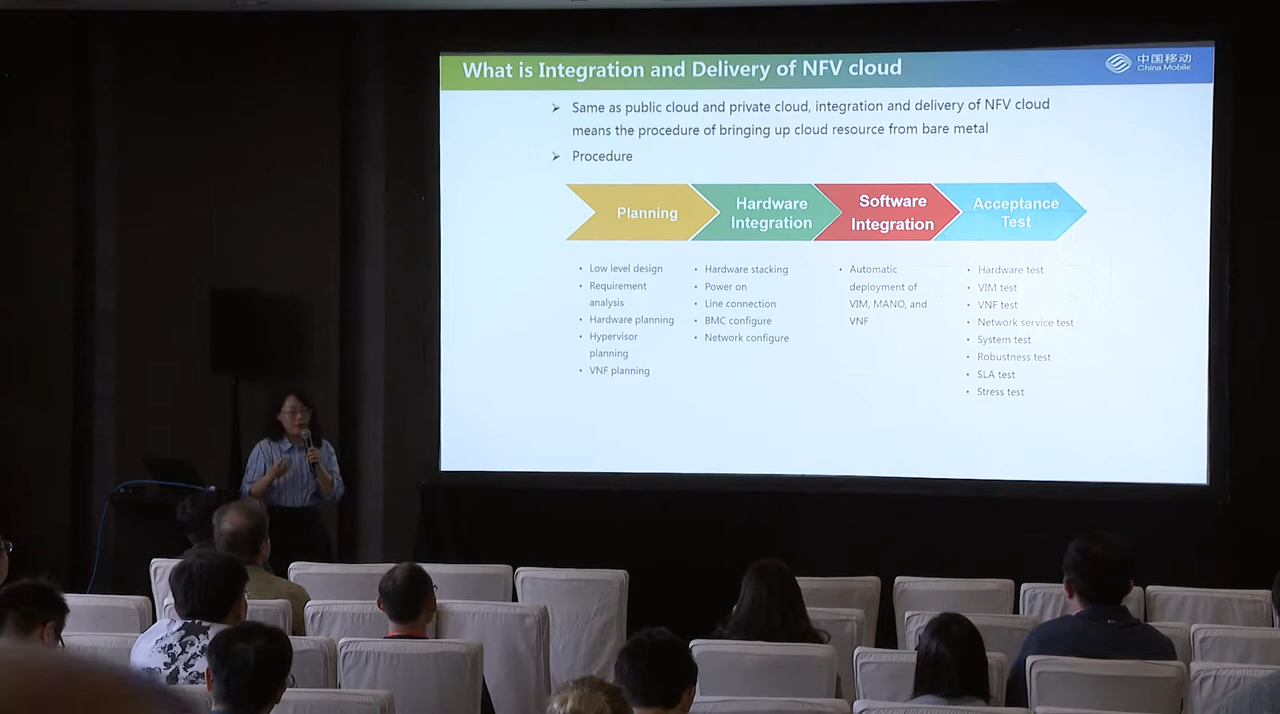 What is Integration and Delivery of NFV cloud
中国移动
China Mobile
➢ Same as public cloud and private cloud, integration and delivery of NFV cloud
means the procedure of bringing up cloud resource from bare metal
➢ Procedure
Planning
Hardware
Integration
Software
Integration
Acceptance
Test
• Low level design
• Requirement
analysis
• Hardware planning
• Hypervisor
planning
• VNF planning
• Hardware stacking
• Power on
• Line connection
• BMC configure
• Network configure
• Automatic
deployment of
VIM, MANO, and
VNF
• Hardware test
• VIM test
• VNF test
• Network service test
• System test
• Robustness test
• SLA test
• Stress test